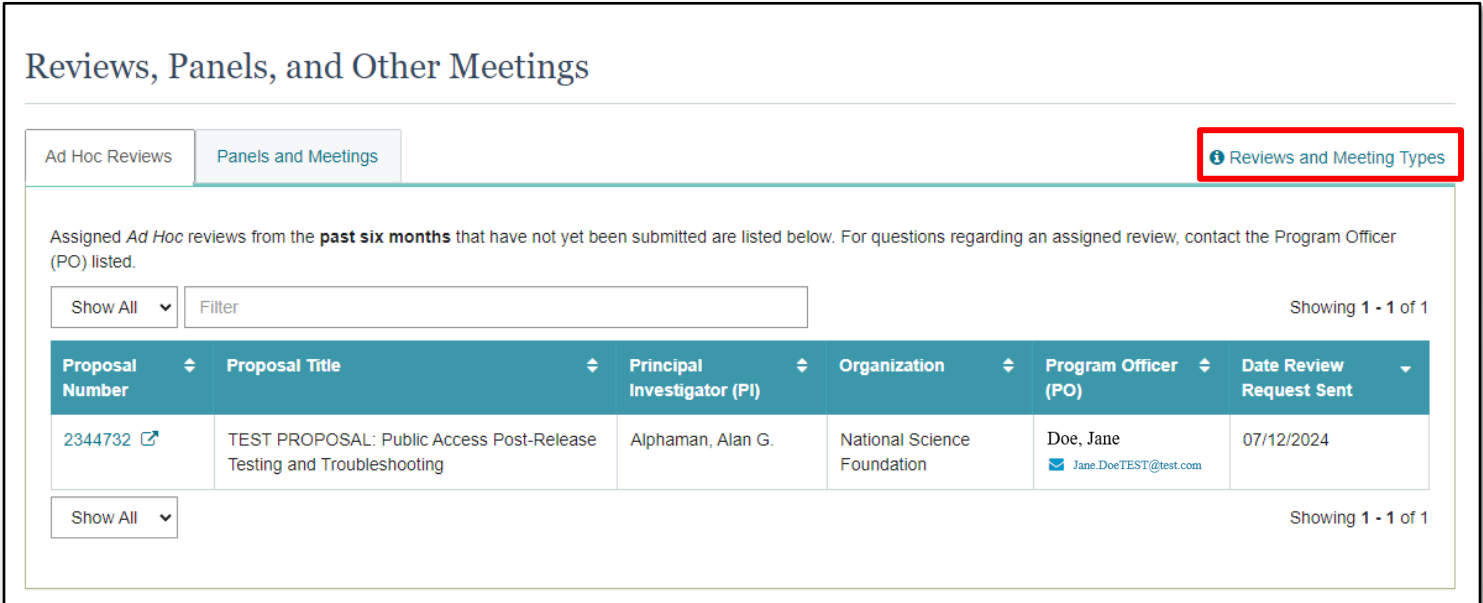 Reviews, Panels, and Other Meetings
Ad Hoc Reviews
Panels and Meetings
Reviews and Meeting Types
Assigned Ad Hoc reviews from the past six months that have not yet been submitted are listed below. For questions regarding an assigned review, contact the Program Officer
(PO) listed.
Show All
Filter
Showing 1 - 1 of 1
Proposal
Number
Proposal Title
Principal
Investigator (PI)
Organization
Program Officer
(PO)
Date Review
Request Sent
2344732
TEST PROPOSAL: Public Access Post-Release
Testing and Troubleshooting
Alphaman, Alan G.
National Science
Foundation
Doe, Jane
Jane.DoeTEST@test.com
07/12/2024
Show All
Showing 1 - 1 of 1